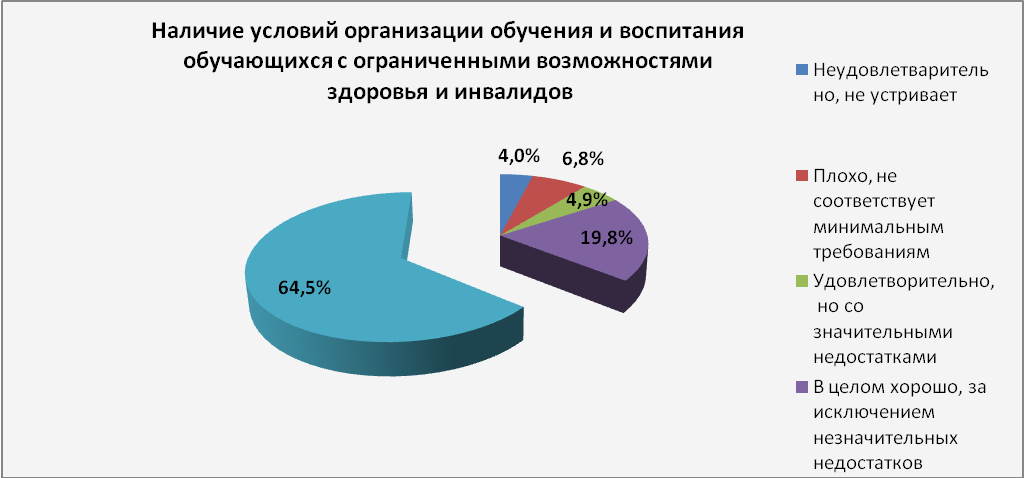 Наличие условий организации обучения и воспитания
обучающихся с ограниченными возможностями
здоровья и инвалидов
4,0%
6,8%
4,9%
19,8%
64,5%
Неудовлетваритель
но, не устривает
Плохо, не
соответствует
минимальным
требованиям
Удовлетворительно,
но со
значительными
недостатками
В целом хорошо, за
исключением
незначительных
недостатков